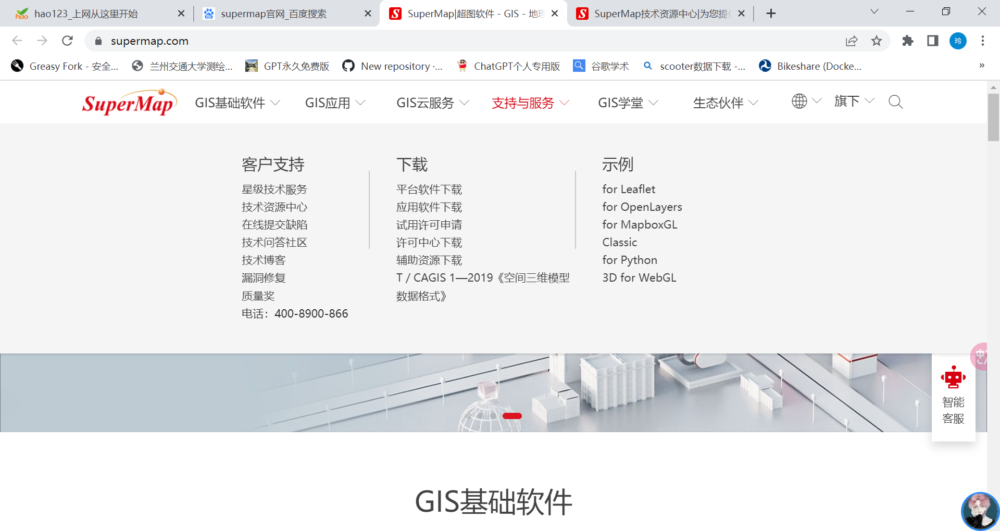 hao123_上网从这里开始
supermap官网_百度搜索
SuperMap|超图软件 - GIS - 地理
SuperMap技术资源中心|为您提供
supermap.com
玲
Greasy Fork - 安全...
兰州交通大学测绘...
GPT永久免费版
New repository ·...
ChatGPT个人专用版
谷歌学术
scooter数据下载 -...
Bikeshare (Docke...
»
SuperMap
GIS基础软件
GIS应用
GIS云服务
支持与服务
GIS学堂
生态伙伴
旗下
客户支持
星级技术服务
技术资源中心
在线提交缺陷
技术问答社区
技术博客
漏洞修复
质量奖
电话：400-8900-866
下载
平台软件下载
应用软件下载
试用许可申请
许可中心下载
辅助资源下载
T / CAGIS 1—2019《空间三维模型
数据格式》
示例
for Leaflet
for OpenLayers
for MapboxGL
Classic
for Python
3D for WebGL
中
智能
客服
GIS基础软件